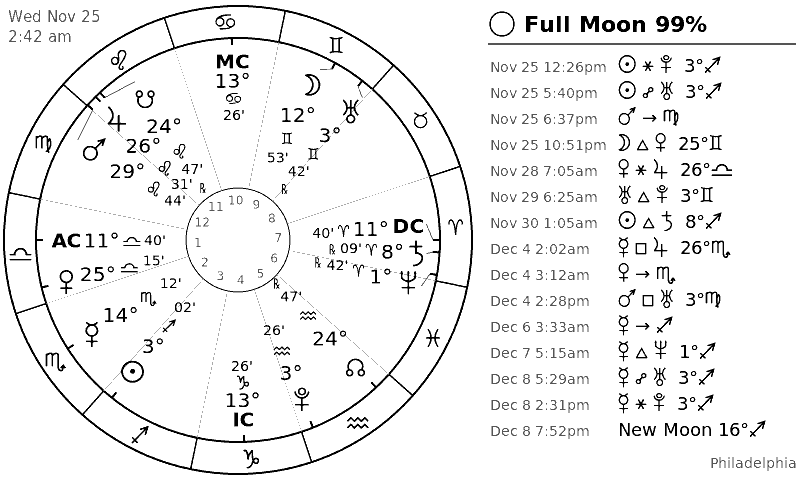 Wed Nov 25
2:42 am
♋
♊
♌
♉
♍
♈
♎
♓
♏
♒
♐
♑
MC
13°
♋
26'
☽
12°
♊
53'
♅
3°
♊
42'
℞
☋
24°
♌
47'
℞
♃
26°
♌
31'
♂
29°
♌
44'
AC 11° ♎ 40'
♀ 25° ♎ 15'
☿ 14° ♏ 12'
☉ 3° ♐ 02'
40' ♈ 11° DC
℞ 09' ♈ 8° ♄
℞ 42' ♈ 1° ♆
℞
47'
♒
24°
☊
26'
♒
3°
♇
26'
♑
13°
IC
10
9
11
8
12
7
1
6
2
5
3
4
○ Full Moon 99%
Nov 25 12:26pm ☉ ⚹ ⚴ 3°♐
Nov 25 5:40pm ☉ ☍ ♅ 3°♐
Nov 25 6:37pm ♂ → ♍
Nov 25 10:51pm ☽ △ ♀ 25°♊
Nov 28 7:05am ♀ ⚹ ♃ 26°♎
Nov 29 6:25am ♅ △ ♇ 3°♊
Nov 30 1:05am ☉ △ ♄ 8°♐
Dec 4 2:02am ☿ □ ♃ 26°♏
Dec 4 3:12am ♀ → ♏
Dec 4 2:28pm ♂ □ ♅ 3°♍
Dec 6 3:33am ☿ → ♐
Dec 7 5:15am ☿ △ ♆ 1°♐
Dec 8 5:29am ☿ ☍ ♅ 3°♐
Dec 8 2:31pm ☿ ⚹ ♇ 3°♐
Dec 8 7:52pm New Moon 16°♐
Philadelphia